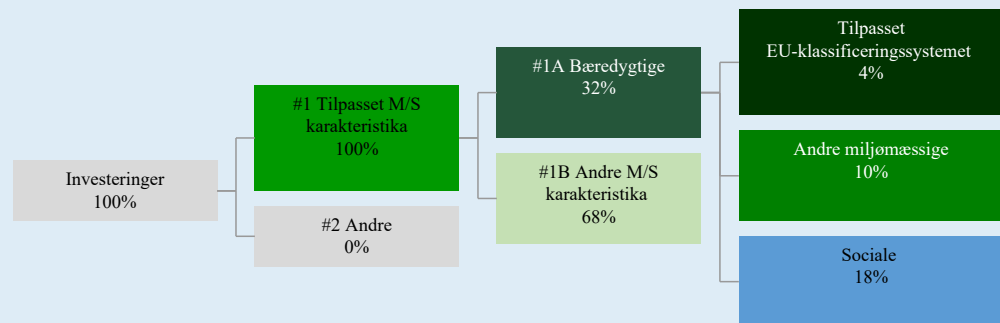 Investeringer
100%
#1 Tilpasset M/S
karakteristika
100%
#2 Andre
0%
#1A Bæredygtige
32%
#1B Andre M/S
karakteristika
68%
Tilpasset
EU-klassificeringssystemet
4%
Andre miljømæssige
10%
Sociale
18%